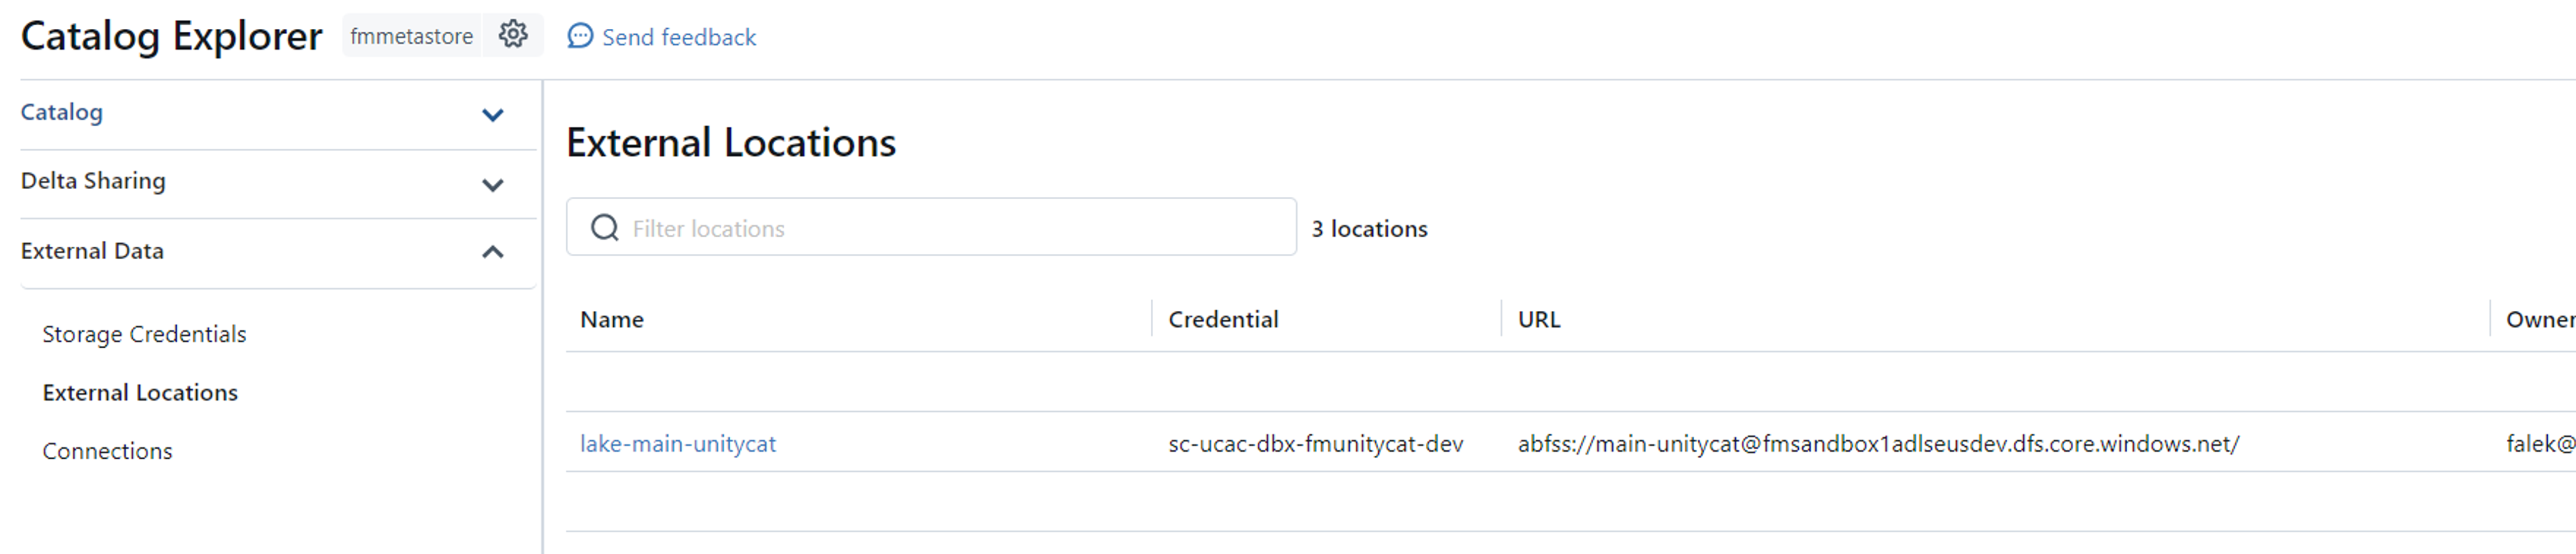 Catalog Explorer fmmetastore Send feedback
Catalog
Delta Sharing
External Data
Storage Credentials
External Locations
Connections
External Locations
Filter locations 3 locations
Name Credential URL Owner
lake-main-unitycat sc-ucac-dbx-fmunitycat-dev abfss://main-unitycat@fmsandbox1adlseusdev.dfs.core.windows.net/ falek@